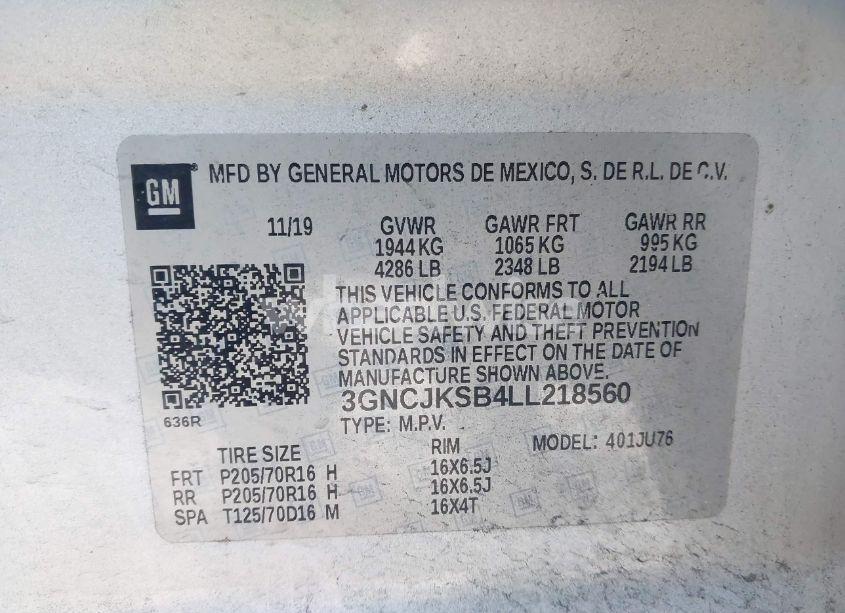 GM
MFD BY GENERAL MOTORS DE MEXICO, S. DE R.L. DE C.V.
11/19 GVWR GAWR FRT GAWR RR
1944 KG 1065 KG 995 KG
4286 LB 2348 LB 2194 LB
THIS VEHICLE CONFORMS TO ALL
APPLICABLE U.S. FEDERAL MOTOR
VEHICLE SAFETY AND THEFT PREVENTION
STANDARDS IN EFFECT ON THE DATE OF
MANUFACTURE SHOWN ABOVE.
3GNCJKSB4LL218560
636R
TYPE: M.P.V.
TIRE SIZE RIM MODEL: 401JU76
FRT P205/70R16 H 16X6.5J
RR P205/70R16 H 16X6.5J
SPA T125/70D16 M 16X4T